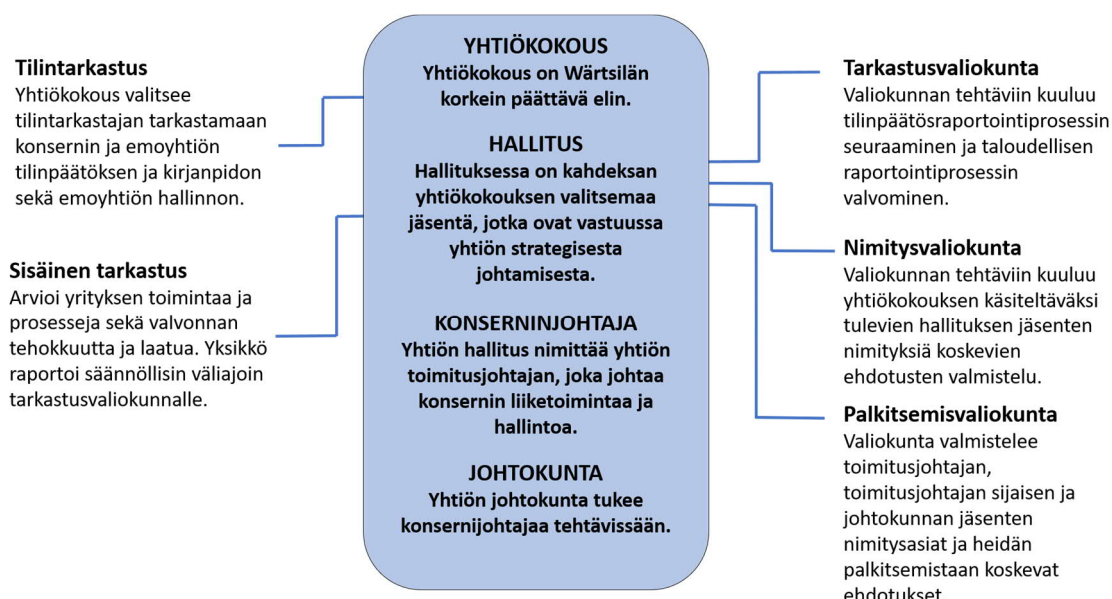 Tilintarkastus
Yhtiökokous valitsee
tilintarkastajan tarkastamaan
konsernin ja emoyhtiön
tilinpäätöksen ja kirjanpidon
sekä emoyhtiön hallinnon.
Sisäinen tarkastus
Arvioi yrityksen toimintaa ja
prosesseja sekä valvonnan
tehokkuutta ja laatua. Yksikkö
raportoi säännöllisin väliajoin
tarkastusvaliokunnalle.
YHTIÖKOKOUS
Yhtiökokous on Wärtsilän
korkein päättävä elin.
HALLITUS
Hallituksessa on kahdeksan
yhtiökokouksen valitsemaa
jäsentä, jotka ovat vastuussa
yhtiön strategisesta
johtamisesta.
KONSERNINJOHTAJA
Yhtiön hallitus nimittää yhtiön
toimitusjohtajan, joka johtaa
konsernin liiketoimintaa ja
hallintoa.
JOHTOKUNTA
Yhtiön johtokunta tukee
konsernijohtajaa tehtävissään.
Tarkastusvaliokunta
Valiokunnan tehtäviin kuuluu
tilinpäätösraportointiprosessin
seuraaminen ja taloudellisen
raportointiprosessin
valvominen.
Nimitysvaliokunta
Valiokunnan tehtäviin kuuluu
yhtiökokouksen käsiteltäväksi
tulevien hallituksen jäsenten
nimityksiä koskevien
ehdotusten valmistelu.
Palkitsemisvaliokunta
Valiokunta valmistelee
toimitusjohtajan,
toimitusjohtajan sijaisen ja
johtokunnan jäsenten
nimitysasiat ja heidän
palkitsemistaan koskevat
ehdotukset.